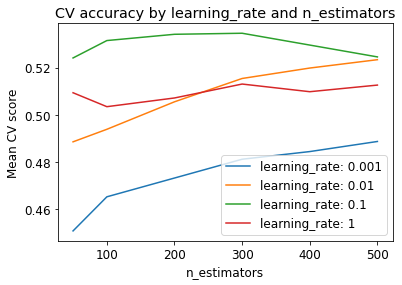 CV accuracy by learning_rate and n_estimators
Mean CV score
0.52
0.50
0.48
0.46
learning_rate: 0.001
learning_rate: 0.01
learning_rate: 0.1
learning_rate: 1
100 200 300 400 500
n_estimators